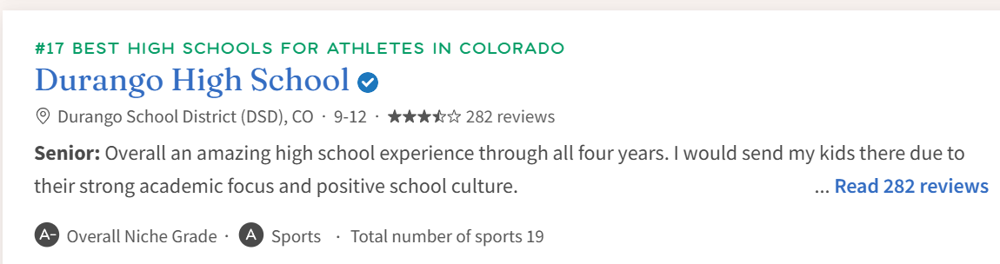 #17 BEST HIGH SCHOOLS FOR ATHLETES IN COLORADO
Durango High School
Durango School District (DSD), CO · 9-12 · 282 reviews
Senior: Overall an amazing high school experience through all four years. I would send my kids there due to
their strong academic focus and positive school culture. ... Read 282 reviews
A- Overall Niche Grade · A Sports · Total number of sports 19